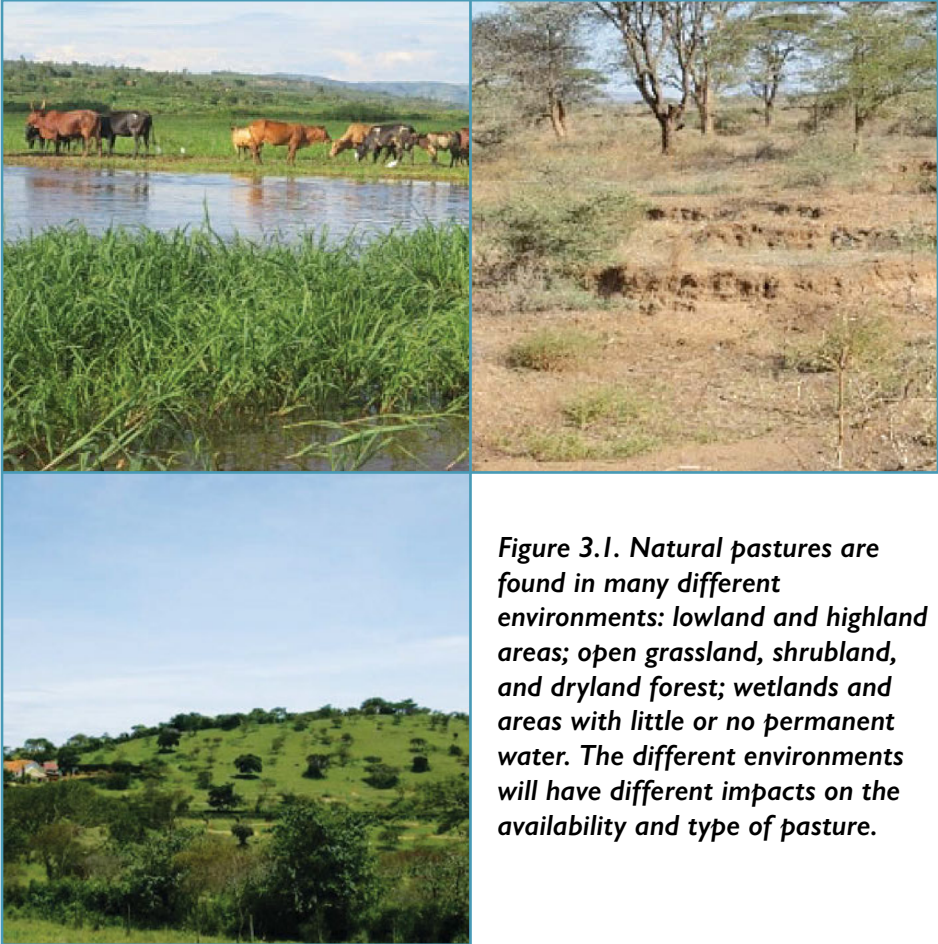 Figure 3.1. Natural pastures are
found in many different
environments: lowland and highland
areas; open grassland, shrubland,
and dryland forest; wetlands and
areas with little or no permanent
water. The different environments
will have different impacts on the
availability and type of pasture.